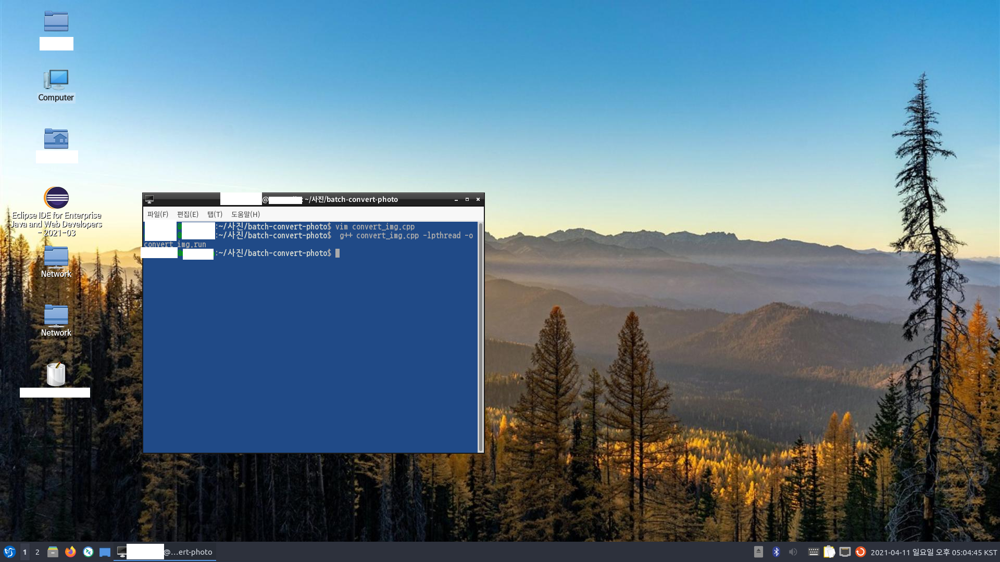 Computer
Eclipse IDE for Enterprise
Java and Web Developers
- 2021-03
Network
Network
@ : ~/사진/batch-convert-photo
파일(F) 편집(E) 탭(T) 도움말(H)
:~/사진/batch-convert-photo$ vim convert_img.cpp
:~/사진/batch-convert-photo$  g++ convert_img.cpp -lpthread -o
convert_img.run
:~/사진/batch-convert-photo$
1 2 @...ert-photo 2021-04-11 일요일 오후 05:04:45 KST